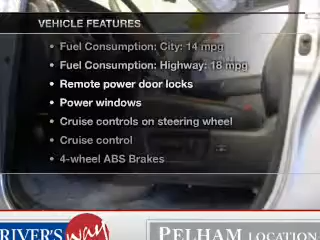 VEHICLE FEATURES
• Fuel Consumption: City: 14 mpg
• Fuel Consumption: Highway: 18 mpg
• Remote power door locks
• Power windows
• Cruise controls on steering wheel
• Cruise control
• 4-wheel ABS Brakes
RIVER'S way
PELHAM LOCATION